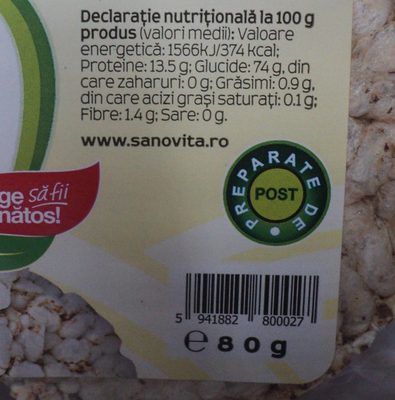 Declarație nutrițională la 100 g
produs (valori medii): Valoare
energetică: 1566kJ/374 kcal;
Proteine: 13.5 g; Glucide: 74 g, din
care zaharuri: 0 g; Grăsimi: 0.9 g,
din care acizi grași saturați: 0.1 g;
Fibre: 1.4 g; Sare: 0 g.
www.sanovita.ro
PREPARATE DE
POST
ge să fii
nătos!
5 941882 800027
e 80g